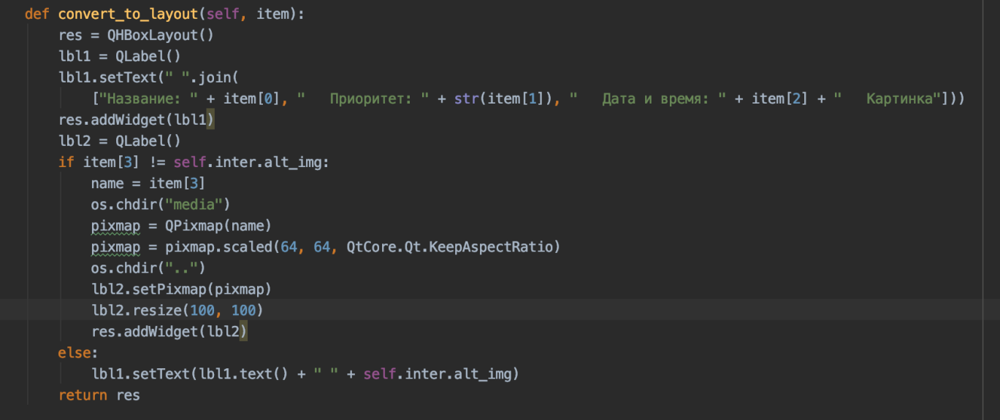 def convert_to_layout(self, item):
    res = QHBoxLayout()
    lbl1 = QLabel()
    lbl1.setText(" ".join(
        ["Название: " + item[0], "   Приоритет: " + str(item[1]), "   Дата и время: " + item[2] + "   Картинка"]))
    res.addWidget(lbl1)
    lbl2 = QLabel()
    if item[3] != self.inter.alt_img:
        name = item[3]
        os.chdir("media")
        pixmap = QPixmap(name)
        pixmap = pixmap.scaled(64, 64, QtCore.Qt.KeepAspectRatio)
        os.chdir("..")
        lbl2.setPixmap(pixmap)
        lbl2.resize(100, 100)
        res.addWidget(lbl2)
    else:
        lbl1.setText(lbl1.text() + " " + self.inter.alt_img)
    return res